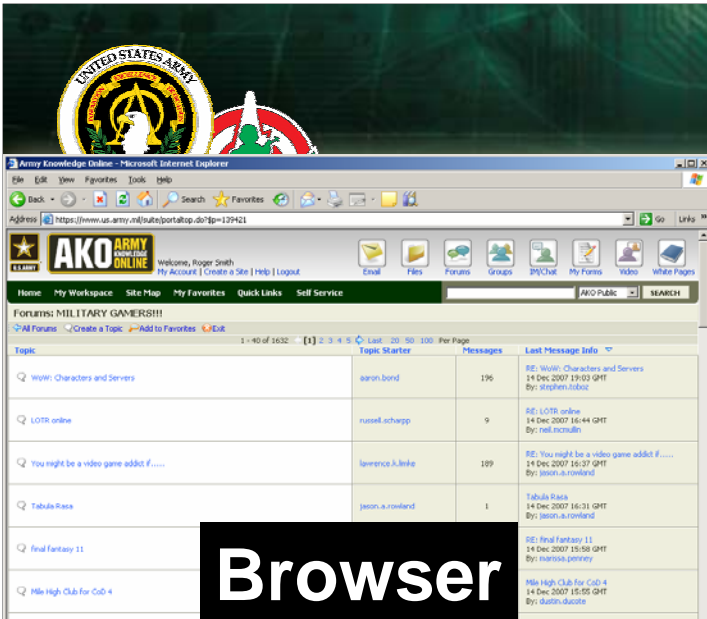 UNITED STATES ARMY
EXCELLENCE
Army Knowledge Online - Microsoft Internet Explorer
File Edit View Favorites Tools Help
Back Search Favorites
Address https://www.us.army.mil/suite/portaltop.do?$p=139421 Go Links »
U.S. ARMY AKO ARMY KNOWLEDGE ONLINE
Welcome, Roger Smith
My Account | Create a Site | Help | Logout
Email Files Forums Groups IM/Chat My Forms Video White Pages
Home My Workspace Site Map My Favorites Quick Links Self Service AKO Public SEARCH
Forums: MILITARY GAMERS!!!
All Forums Create a Topic Add to Favorites Exit
1 - 40 of 1632 [1] 2 3 4 5 Last 20 50 100 Per Page
Topic Topic Starter Messages Last Message Info
WoW: Characters and Servers aaron.bond 196 RE: WoW: Characters and Servers
14 Dec 2007 19:03 GMT
By: stephen.toboz
LOTR online russell.scharpp 9 RE: LOTR online
14 Dec 2007 16:44 GMT
By: neil.mcmullin
You might be a video game addict if..... lawrence.k.limke 189 RE: You might be a video game addict if.....
14 Dec 2007 16:37 GMT
By: jason.a.rowland
Tabula Rasa jason.a.rowland 1 Tabula Rasa
14 Dec 2007 16:31 GMT
By: jason.a.rowland
final fantasy 11 RE: final fantasy 11
14 Dec 2007 15:58 GMT
By: marissa.penney
Mile High Club for CoD 4 Mile High Club for CoD 4
14 Dec 2007 15:55 GMT
By: dustin.ducote
Browser